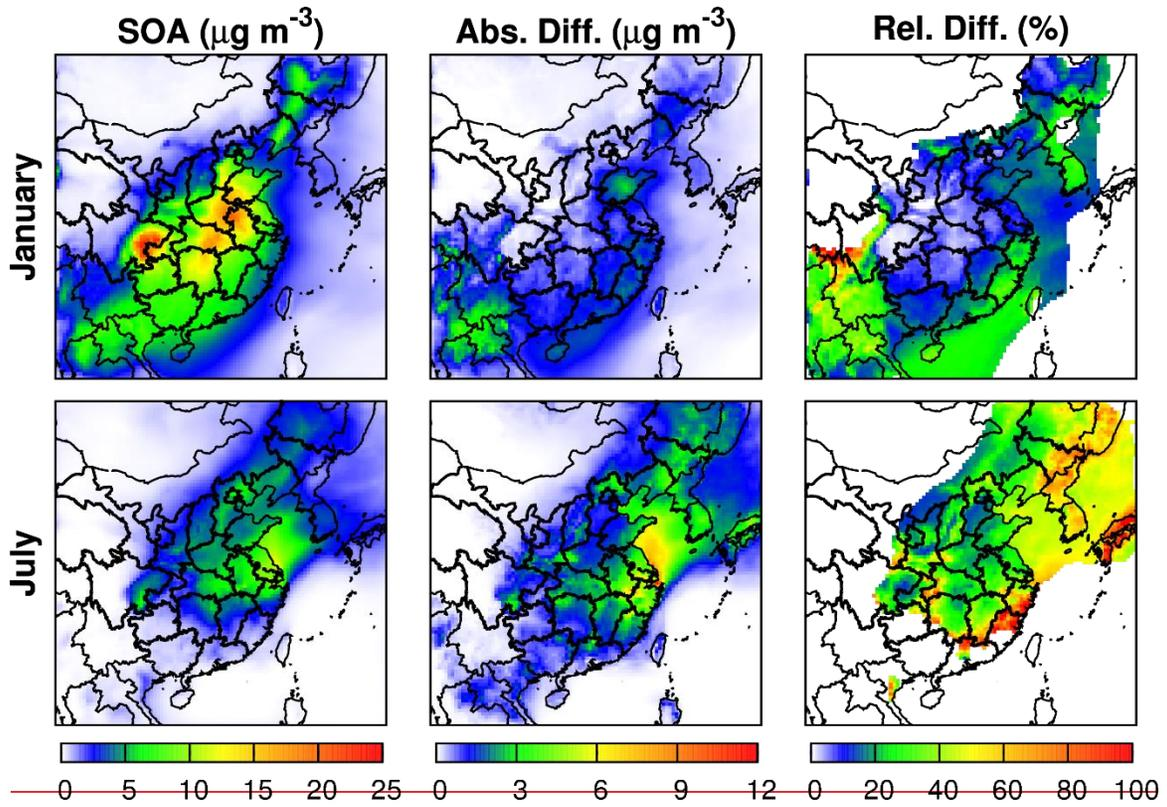 SOA (μg m⁻³) Abs. Diff. (μg m⁻³) Rel. Diff. (%)
January
July
0 5 10 15 20 25 0 3 6 9 12 0 20 40 60 80 100